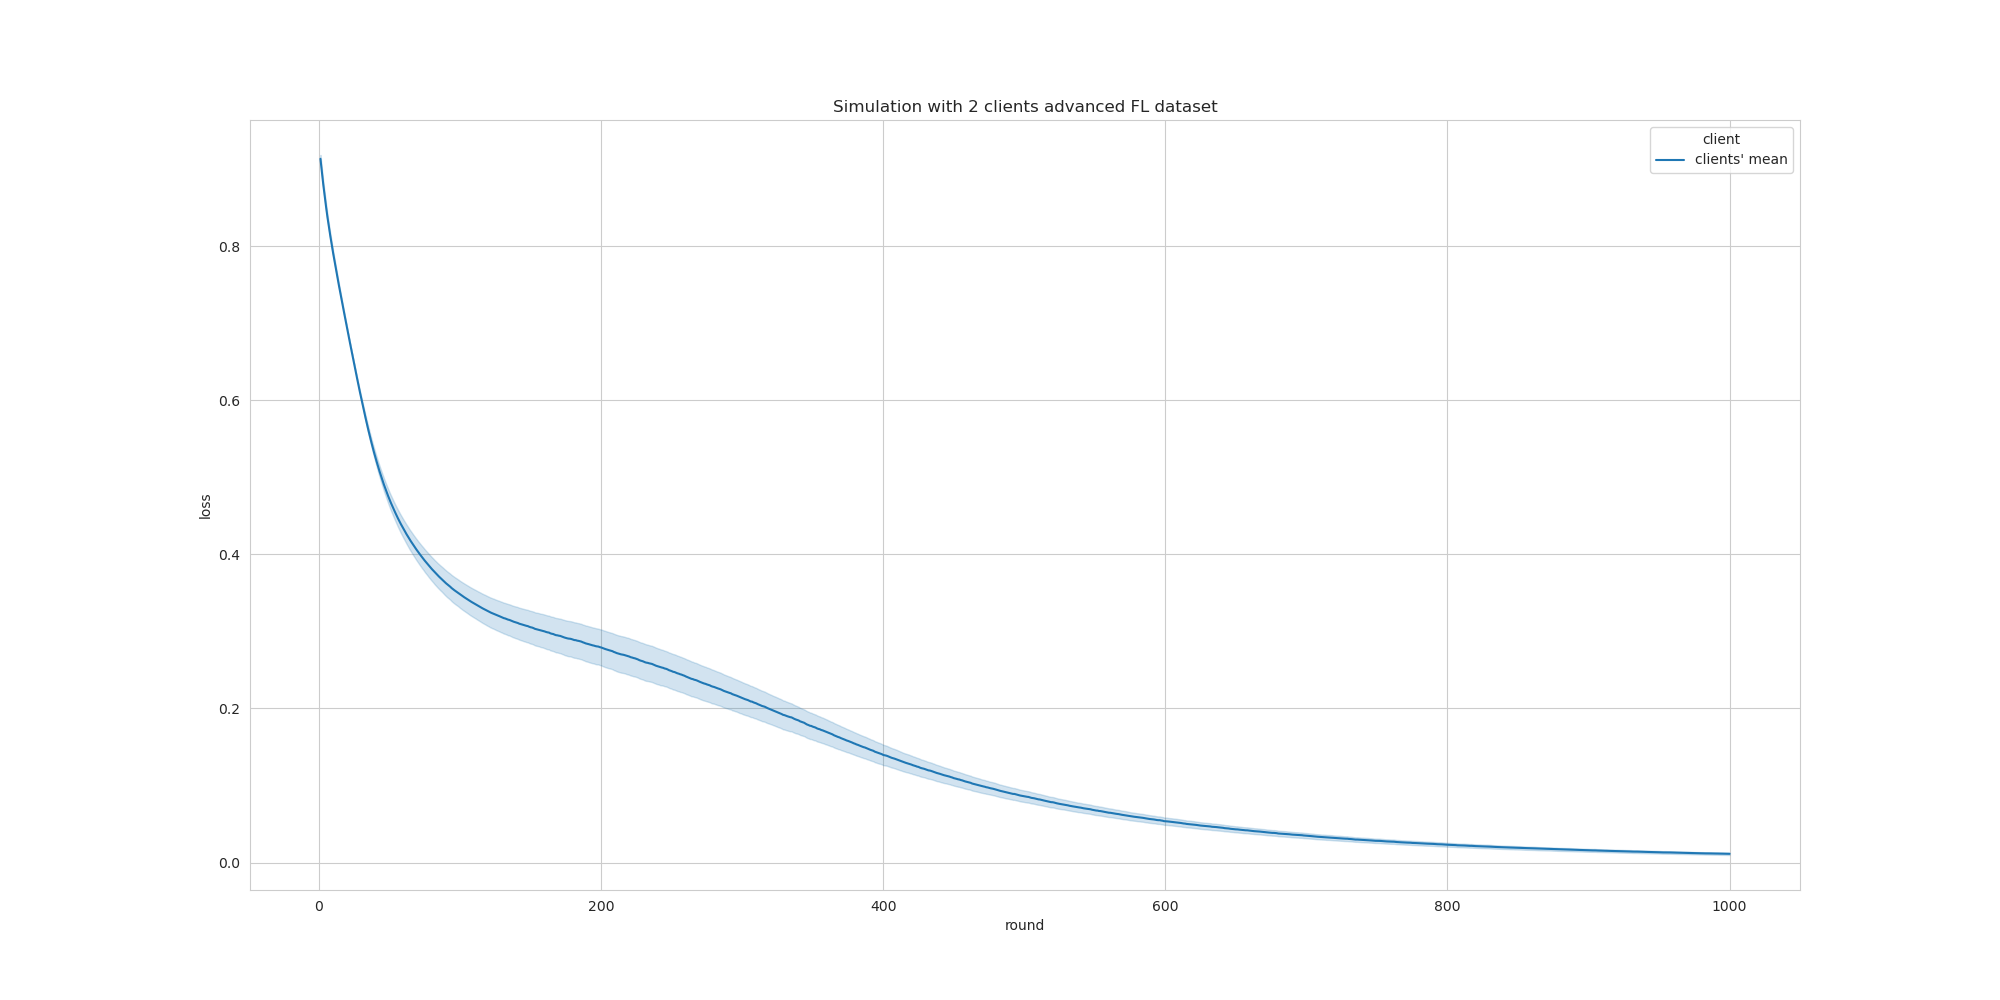 Simulation with 2 clients advanced FL dataset
client
clients' mean
loss
0.8
0.6
0.4
0.2
0.0
0 200 400 600 800 1000
round